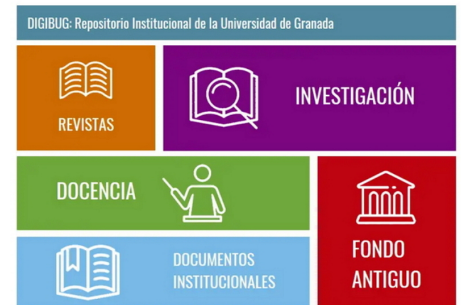 DIGIBUG: Repositorio Institucional de la Universidad de Granada
REVISTAS
INVESTIGACIÓN
DOCENCIA
DOCUMENTOS
INSTITUCIONALES
FONDO
ANTIGUO